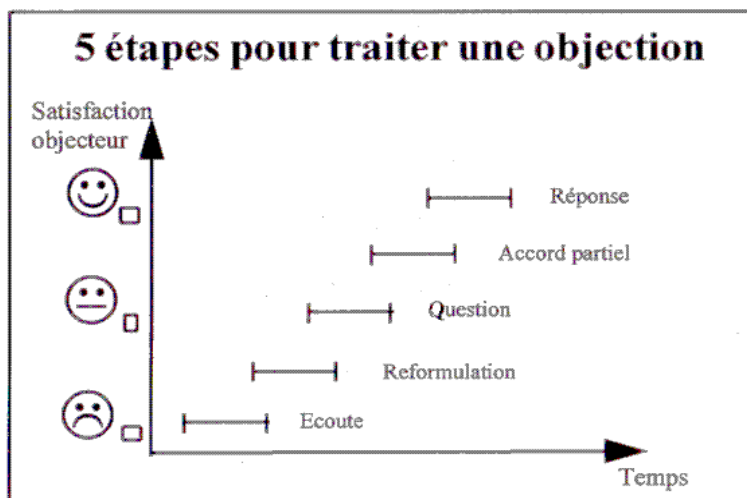 5 étapes pour traiter une objection
Satisfaction
objecteur
Réponse
Accord partiel
Question
Reformulation
Ecoute
Temps